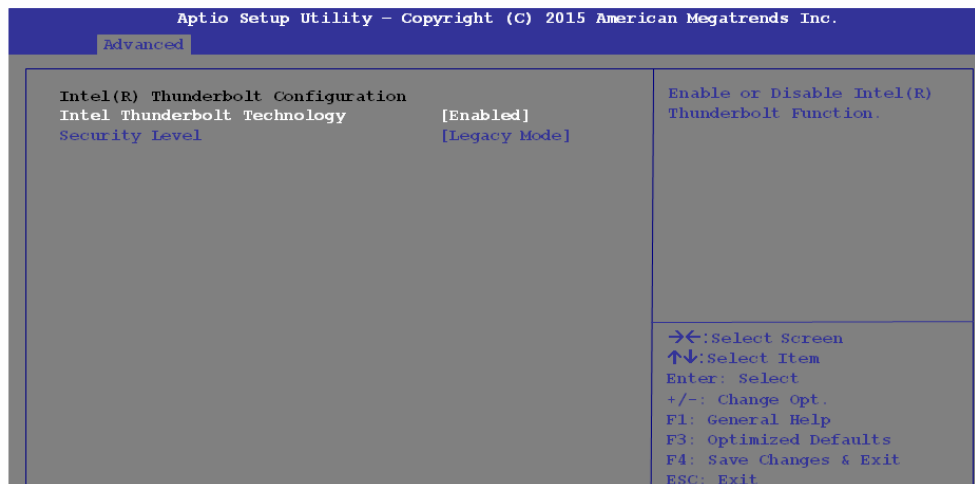 Aptio Setup Utility – Copyright (C) 2015 American Megatrends Inc.
Advanced
Intel(R) Thunderbolt Configuration
Intel Thunderbolt Technology [Enabled]
Security Level [Legacy Mode]
Enable or Disable Intel(R)
Thunderbolt Function.
→←:Select Screen
↑↓:Select Item
Enter: Select
+/-: Change Opt.
F1: General Help
F3: Optimized Defaults
F4: Save Changes & Exit
ESC: Exit